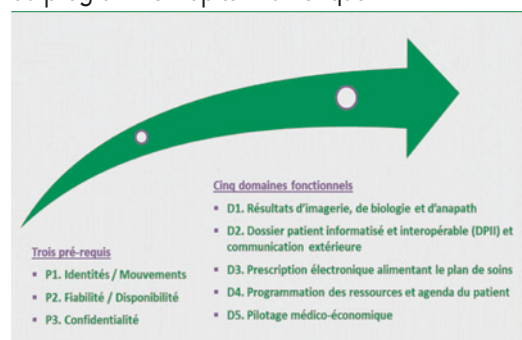 Cinq domaines fonctionnels
D1. Résultats d'imagerie, de biologie et d'anapath
D2. Dossier patient informatisé et interopérable (DPII) et
communication extérieure
D3. Prescription électronique alimentant le plan de soins
D4. Programmation des ressources et agenda du patient
D5. Pilotage médico-économique
Trois pré-requis
P1. Identités / Mouvements
P2. Fiabilité / Disponibilité
P3. Confidentialité